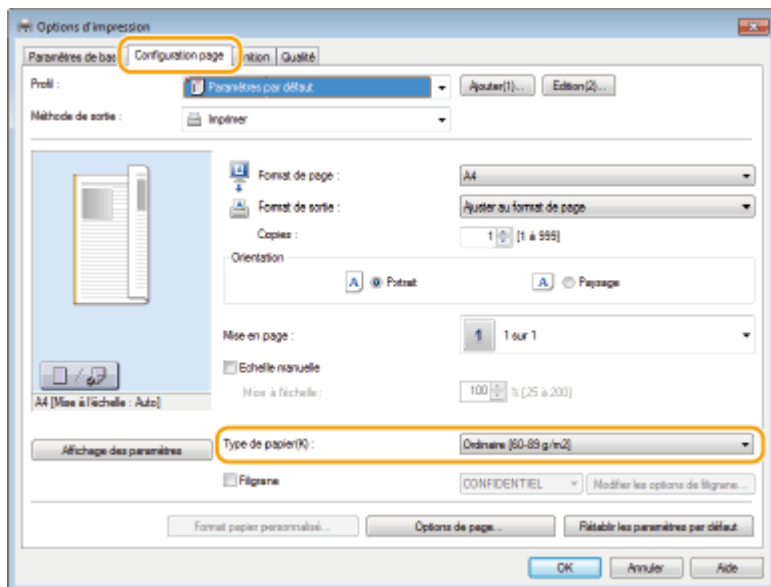 Options d'impression
Paramètres de bas Configuration page nition Qualité
Profil : Paramètres par défaut Ajouter(1)... Edition(2)...
Méthode de sortie : Imprimer
Format de page : A4
Format de sortie : Ajuster au format de page
Copies : 1 [1 à 999]
Orientation
A Portrait A Paysage
Mise en page : 1 1 sur 1
Echelle manuelle
Mise à l'échelle : 100 % [25 à 200]
A4 [Mise à l'échelle : Auto]
Affichage des paramètres Type de papier(K) : Ordinaire [60-89 g/m2]
Filigrane CONFIDENTIEL Modifier les options de filigrane...
Format papier personnalisé... Options de page... Rétablir les paramètres par défaut
OK Annuler Aide